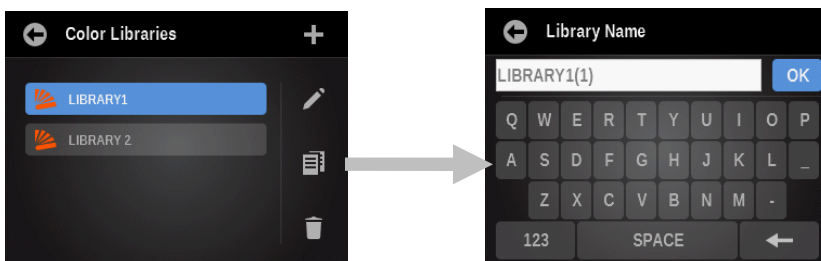 Color Libraries
LIBRARY1
LIBRARY 2
Library Name
LIBRARY1(1)
OK
Q W E R T Y U I O P
A S D F G H J K L _
Z X C V B N M -
123 SPACE